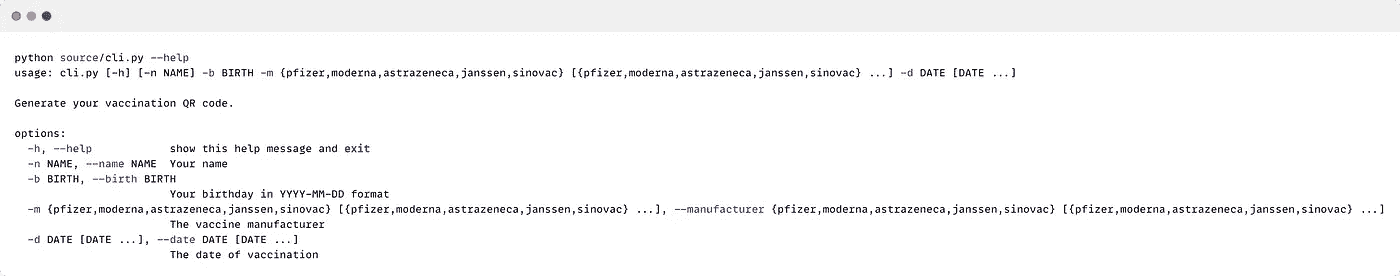 python source/cli.py --help
usage: cli.py [-h] [-n NAME] -b BIRTH -m {pfizer,moderna,astrazeneca,janssen,sinovac} [{pfizer,moderna,astrazeneca,janssen,sinovac} ...] -d DATE [DATE ...]
Generate your vaccination QR code.
options:
-h, --help show this help message and exit
-n NAME, --name NAME Your name
-b BIRTH, --birth BIRTH
Your birthday in YYYY-MM-DD format
-m {pfizer,moderna,astrazeneca,janssen,sinovac} [{pfizer,moderna,astrazeneca,janssen,sinovac} ...], --manufacturer {pfizer,moderna,astrazeneca,janssen,sinovac} [{pfizer,moderna,astrazeneca,janssen,sinovac} ...]
The vaccine manufacturer
-d DATE [DATE ...], --date DATE [DATE ...]
The date of vaccination